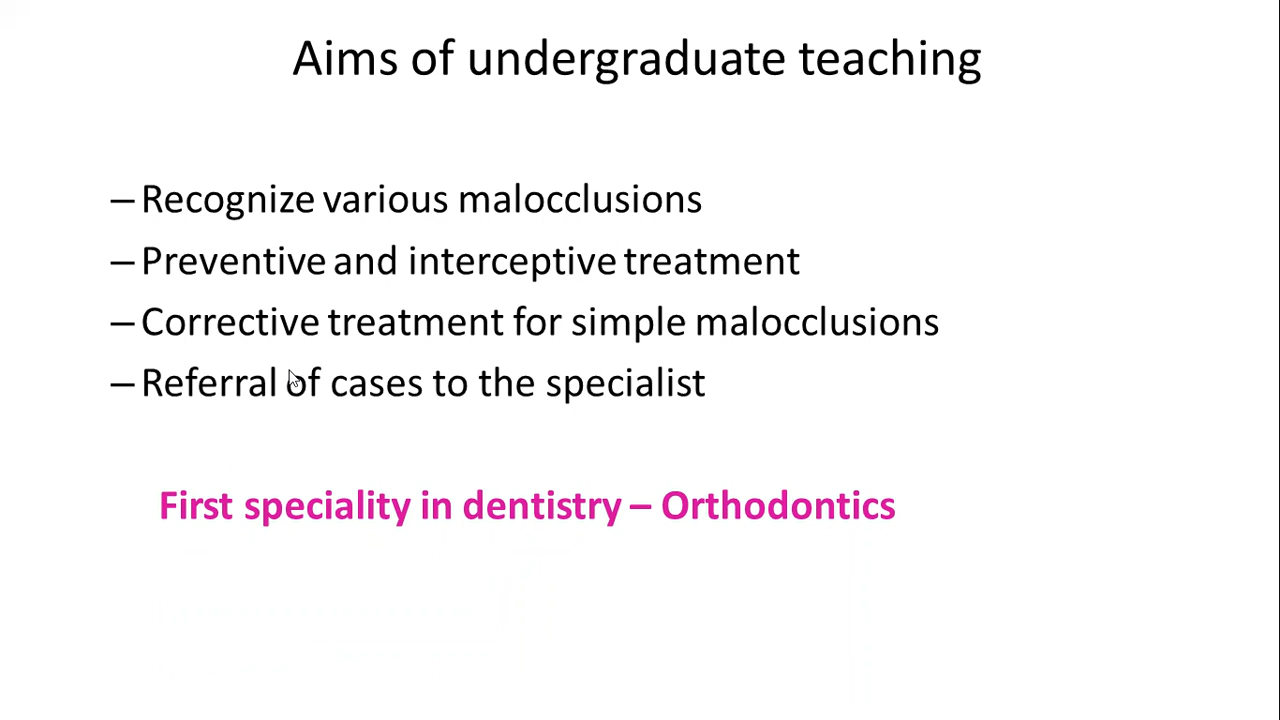 Aims of undergraduate teaching
– Recognize various malocclusions
– Preventive and interceptive treatment
– Corrective treatment for simple malocclusions
– Referral of cases to the specialist
First speciality in dentistry – Orthodontics